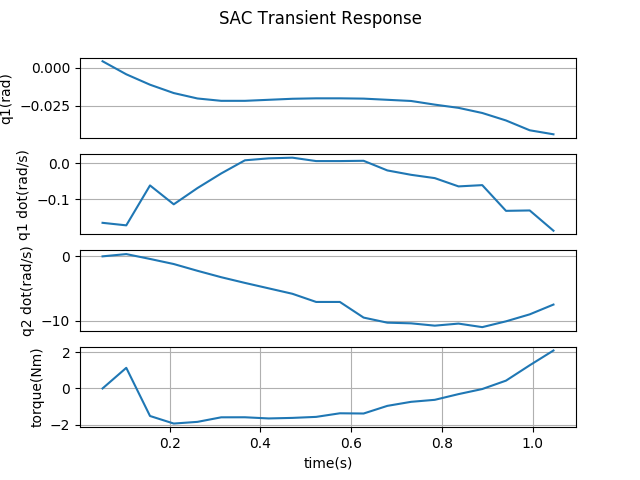 SAC Transient Response
q1(rad)
0.000
−0.025
q1 dot(rad/s)
0.0
−0.1
q2 dot(rad/s)
0
−10
torque(Nm)
2
0
−2
0.2 0.4 0.6 0.8 1.0
time(s)